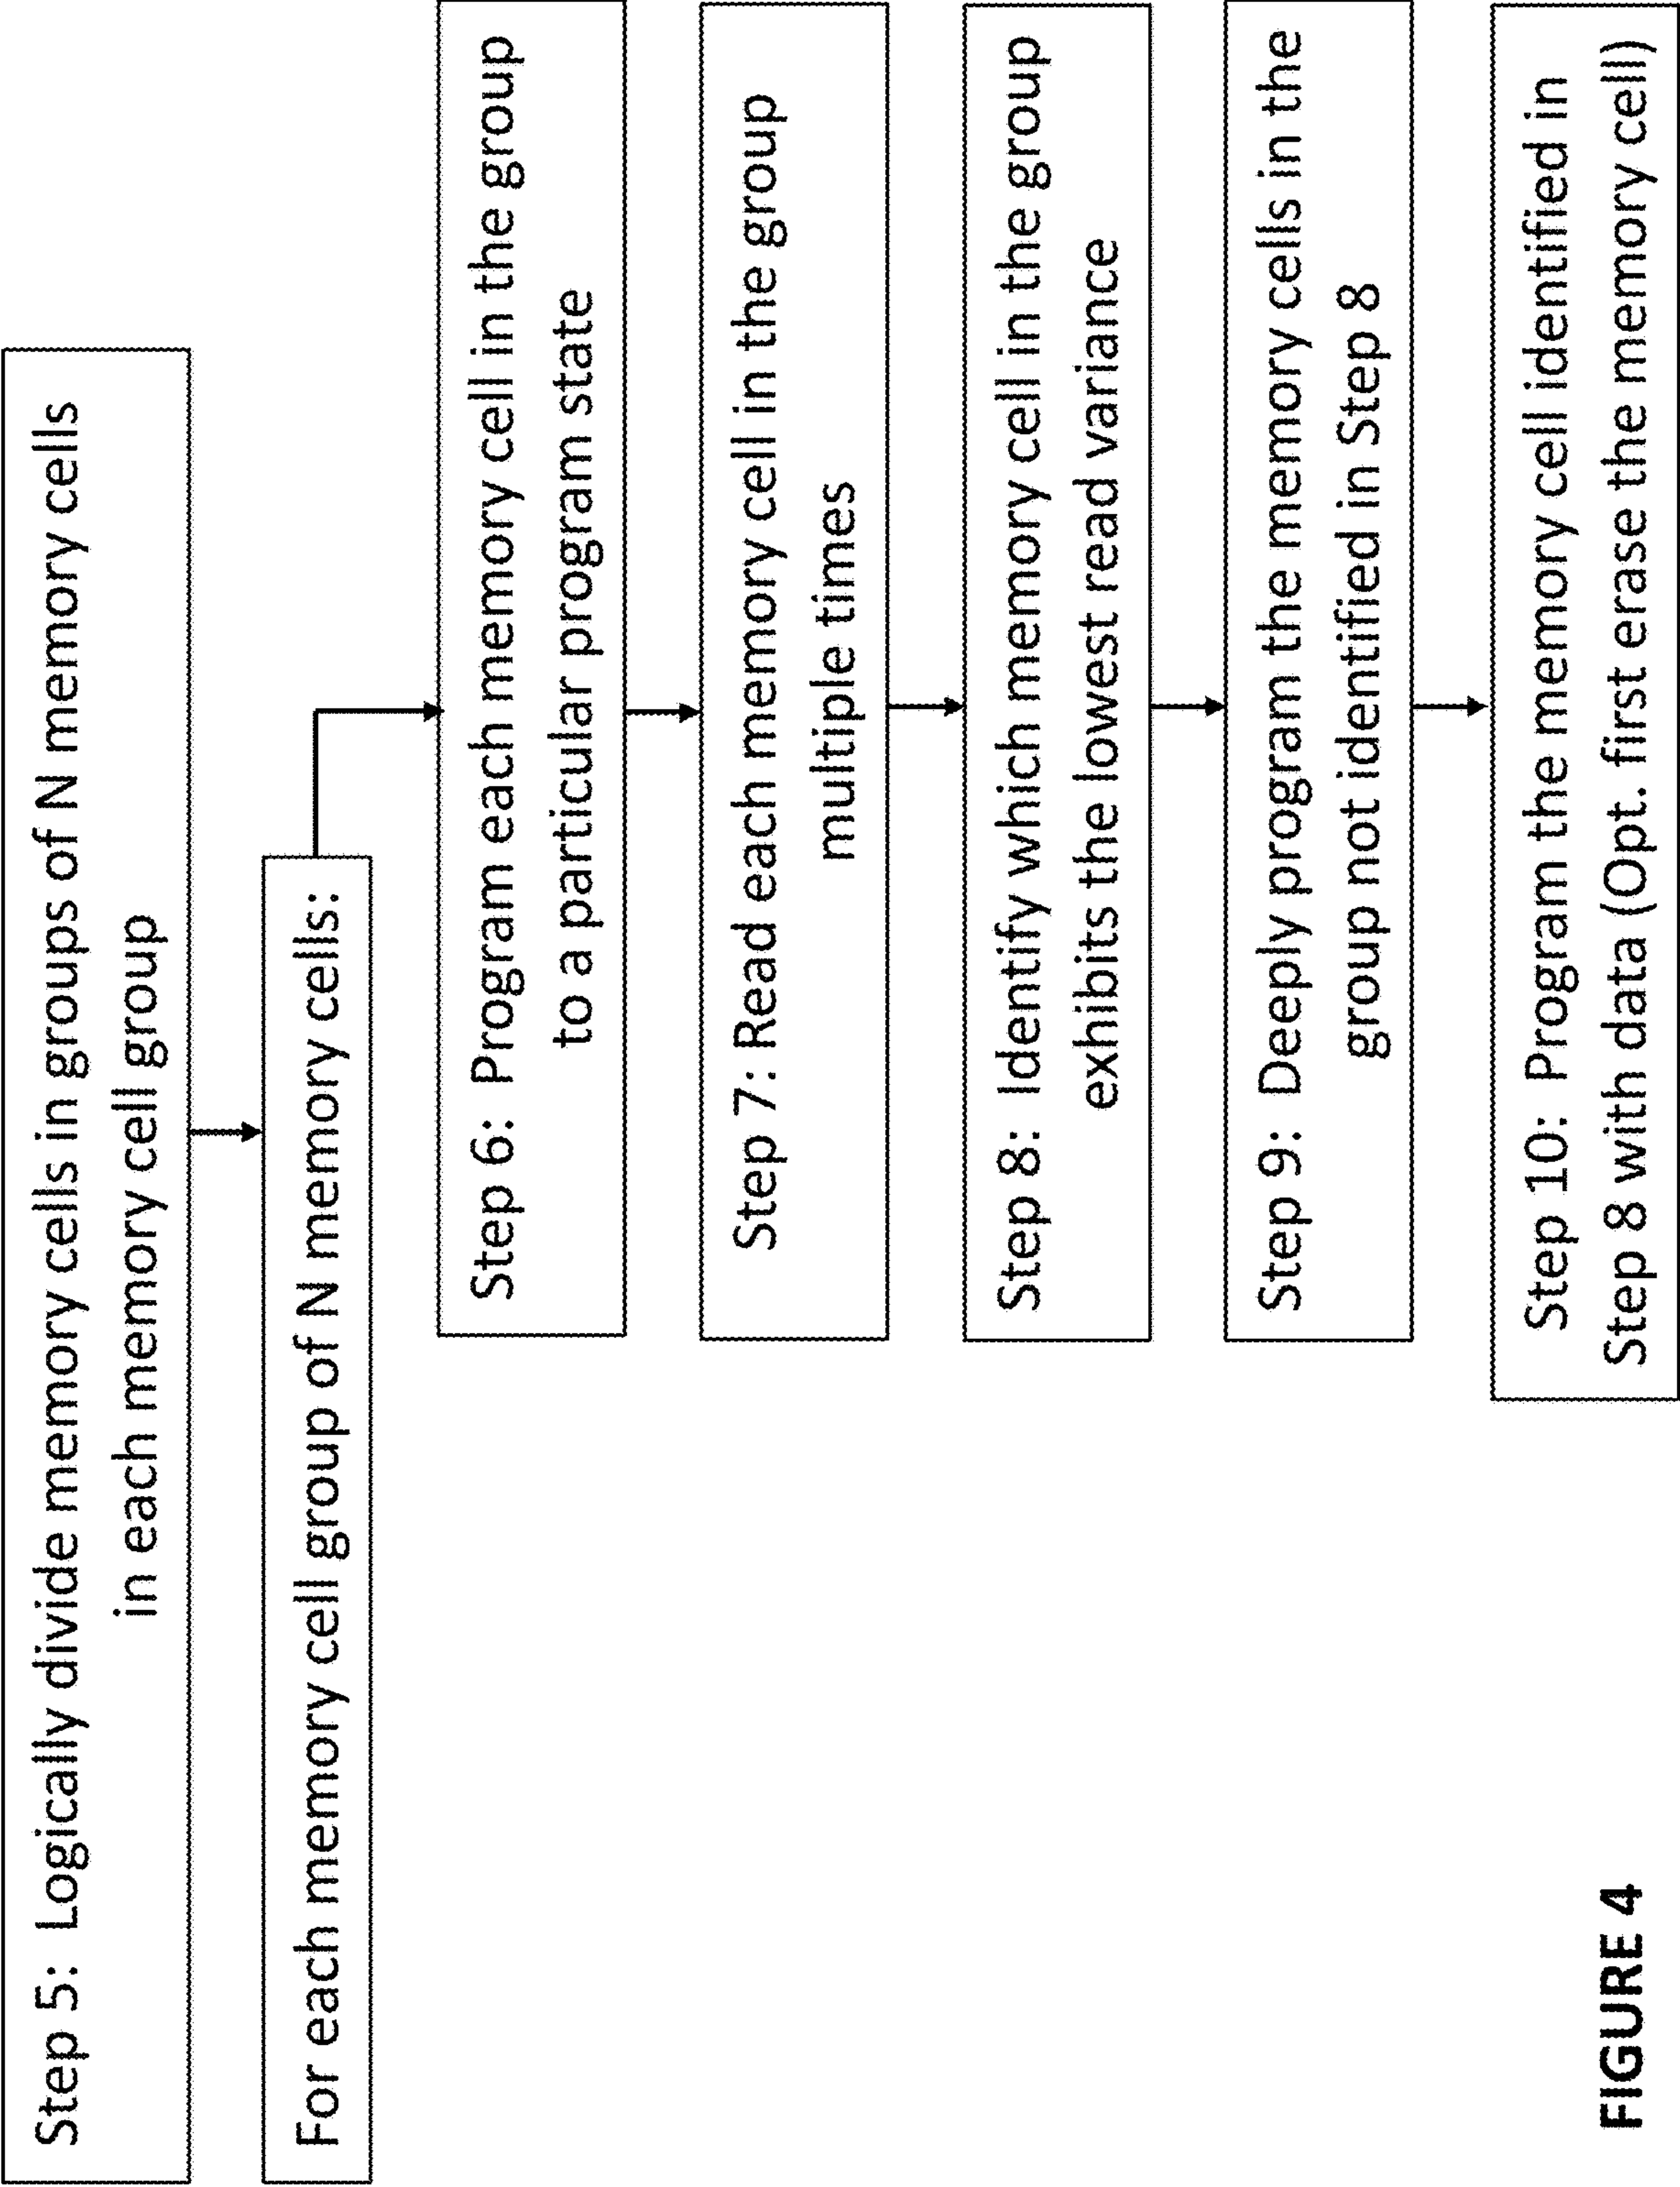 Step 5: Logically divide memory cells in groups of N memory cells
in each memory cell group
For each memory cell group of N memory cells:
Step 6: Program each memory cell in the group
to a particular program state
Step 7: Read each memory cell in the group
multiple times
Step 8: Identify which memory cell in the group
exhibits the lowest read variance
Step 9: Deeply program the memory cells in the
group not identified in Step 8
Step 10: Program the memory cell identified in
Step 8 with data (Opt. first erase the memory cell)
FIGURE 4